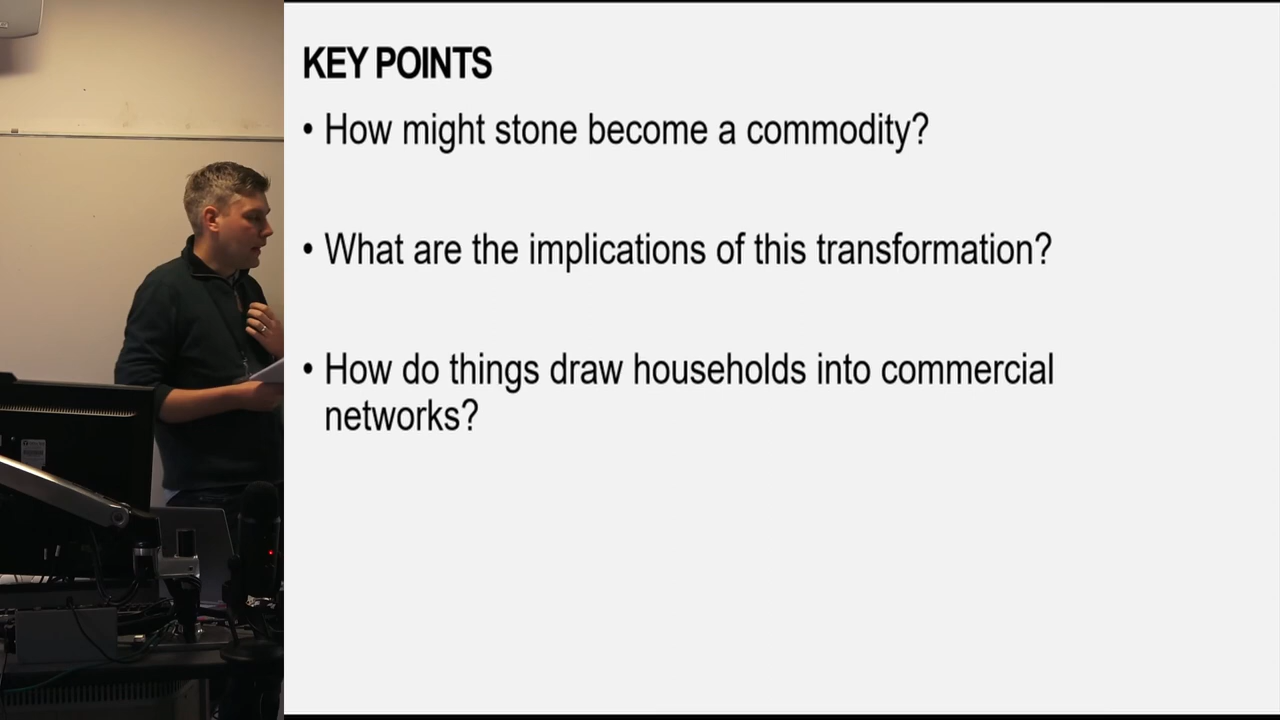 KEY POINTS
• How might stone become a commodity?
• What are the implications of this transformation?
• How do things draw households into commercial
networks?